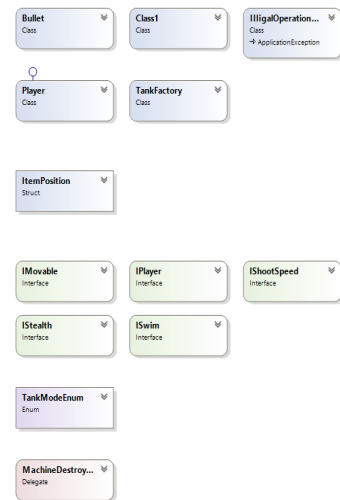 Bullet
Class
Class1
Class
IlligalOperation...
Class
ApplicationException
Player
Class
TankFactory
Class
ItemPosition
Struct
IMovable
Interface
IPlayer
Interface
IShootSpeed
Interface
IStealth
Interface
ISwim
Interface
TankModeEnum
Enum
MachineDestroy...
Delegate